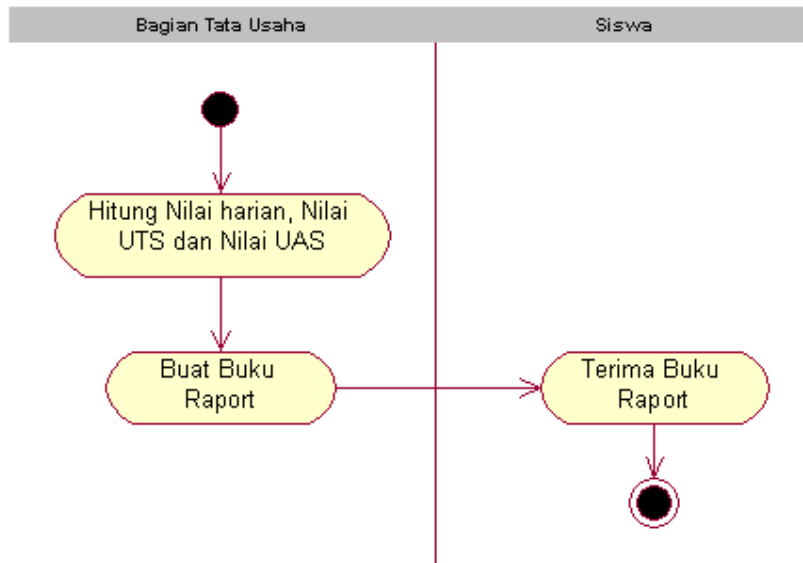 Bagian Tata Usaha
Siswa
Hitung Nilai harian, Nilai
UTS dan Nilai UAS
Buat Buku
Raport
Terima Buku
Raport